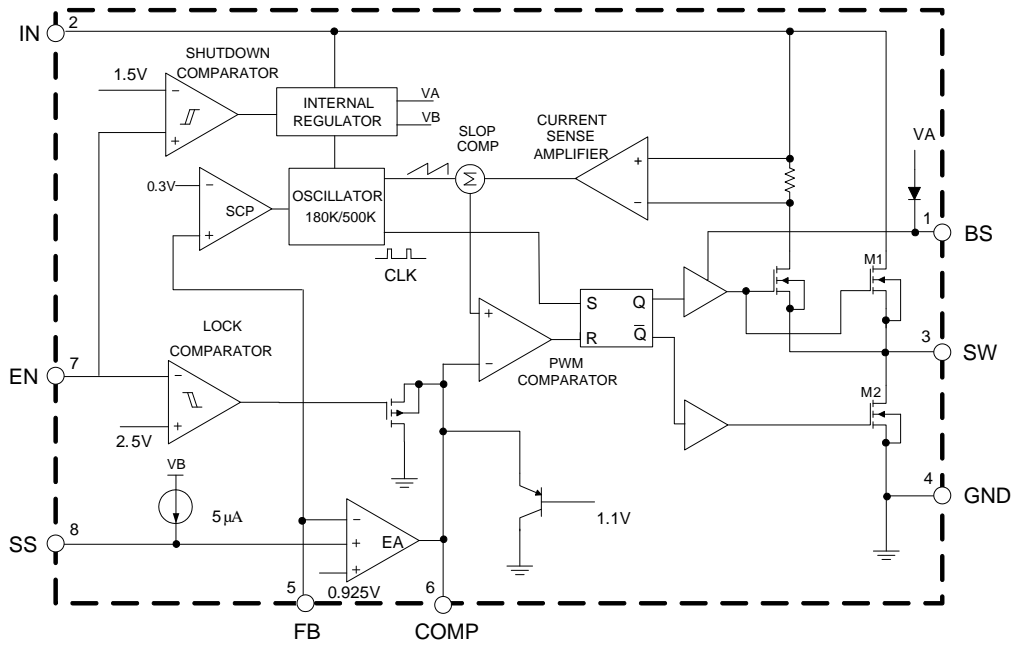 IN
2
SHUTDOWN
COMPARATOR
1.5V
−
+
INTERNAL
REGULATOR
VA
VB
SLOP
COMP
Σ
CURRENT
SENSE
AMPLIFIER
+
−
VA
0.3V
−
+
SCP
OSCILLATOR
180K/500K
CLK
1
BS
M1
S
Q
R
Q̅
+
−
PWM
COMPARATOR
3
SW
LOCK
COMPARATOR
EN
7
−
+
2.5V
M2
VB
5 µA
4
GND
1.1V
SS
8
−
+
+
EA
0.925V
5
FB
6
COMP